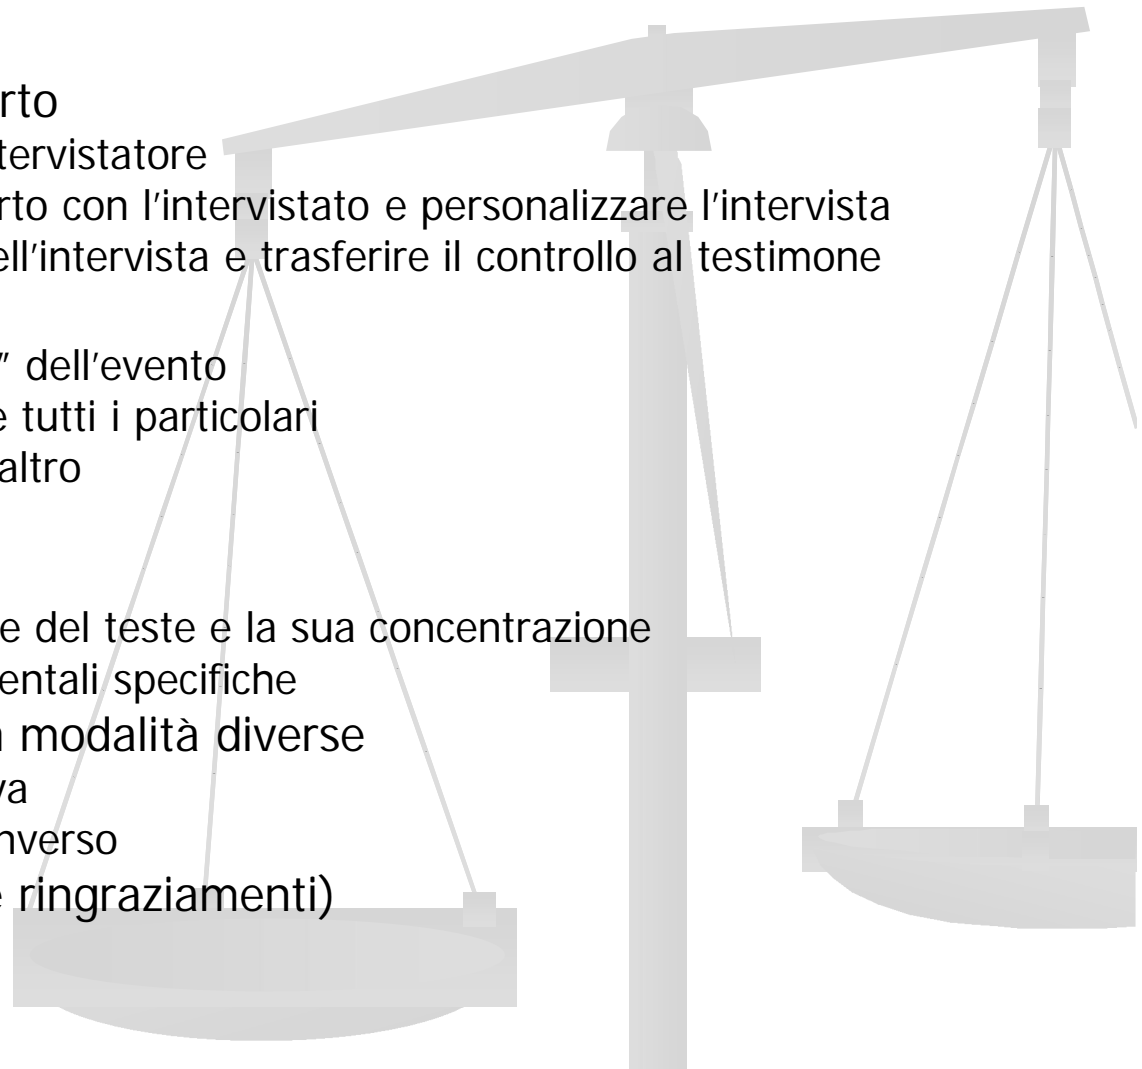 rto
tervistatore
rto con l'intervistato e personalizzare l'intervista
ell'intervista e trasferire il controllo al testimone
" dell'evento
e tutti i particolari
altro
e del teste e la sua concentrazione
entali specifiche
n modalità diverse
va
nverso
e ringraziamenti)